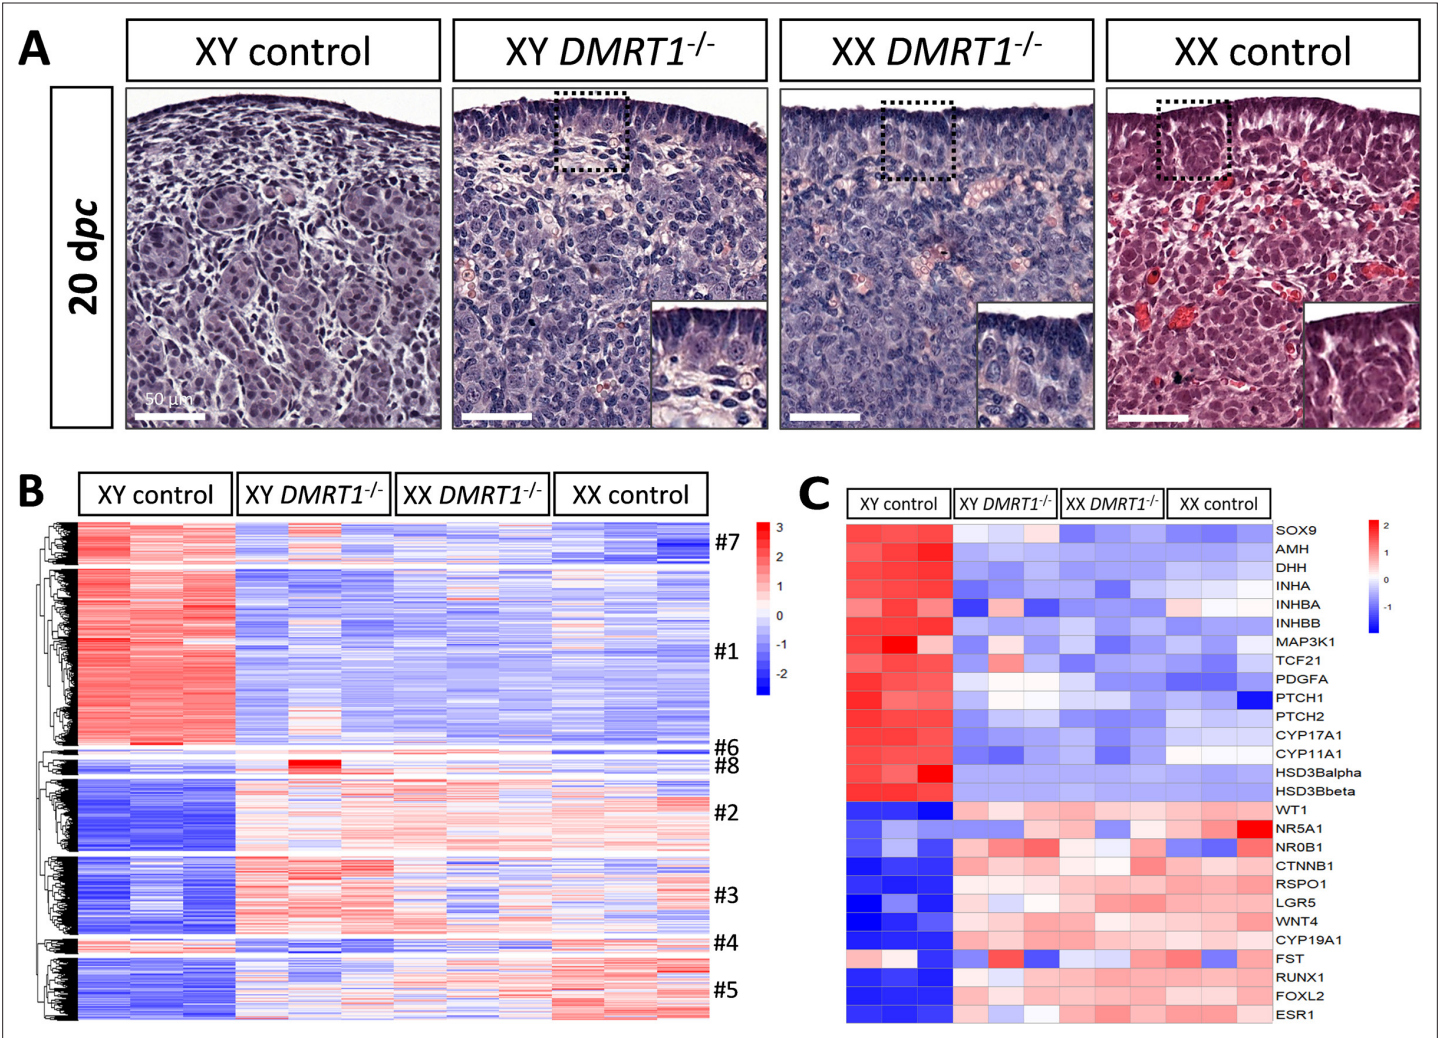 A
XY control
XY DMRT1-/-
XX DMRT1-/-
XX control
20 dpc
50 µm
B
XY control
XY DMRT1-/-
XX DMRT1-/-
XX control
#7
#1
#6
#8
#2
#3
#4
#5
3
2
1
0
-1
-2
C
XY control
XY DMRT1-/-
XX DMRT1-/-
XX control
SOX9
AMH
DHH
INHA
INHBA
INHBB
MAP3K1
TCF21
PDGFA
PTCH1
PTCH2
CYP17A1
CYP11A1
HSD3Balpha
HSD3Bbeta
WT1
NR5A1
NR0B1
CTNNB1
RSPO1
LGR5
WNT4
CYP19A1
FST
RUNX1
FOXL2
ESR1
2
1
0
-1